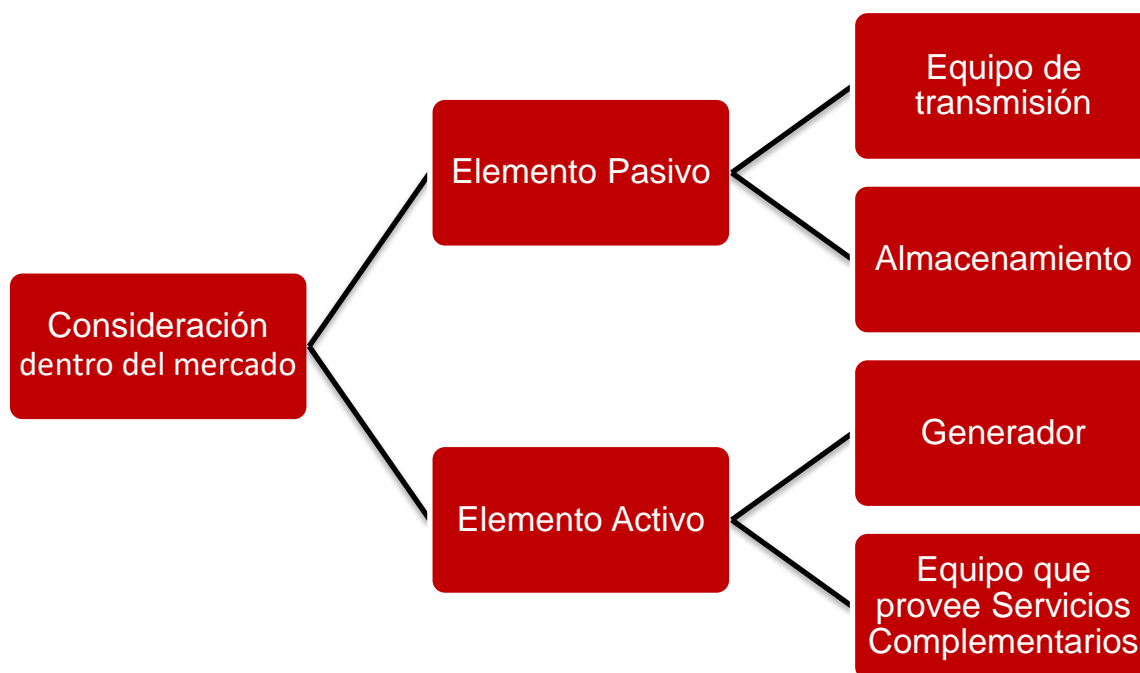 Consideración
dentro del mercado
Elemento Pasivo
Equipo de
transmisión
Almacenamiento
Elemento Activo
Generador
Equipo que
provee Servicios
Complementarios